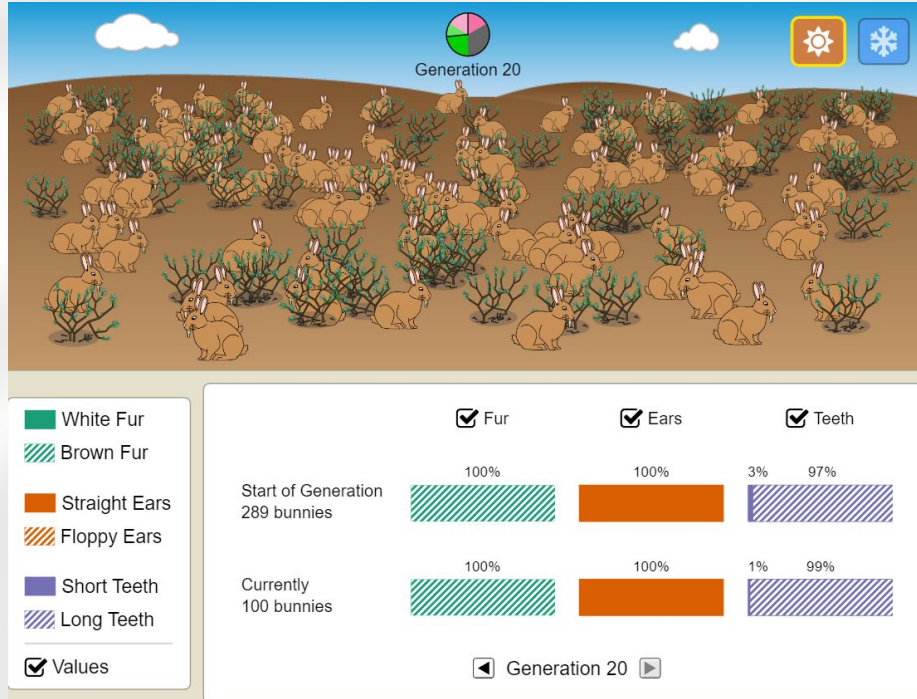 Generation 20
White Fur
Brown Fur
Straight Ears
Floppy Ears
Short Teeth
Long Teeth
Values
Fur
Ears
Teeth
100%
100%
3%
97%
Start of Generation
289 bunnies
100%
100%
1%
99%
Currently
100 bunnies
Generation 20